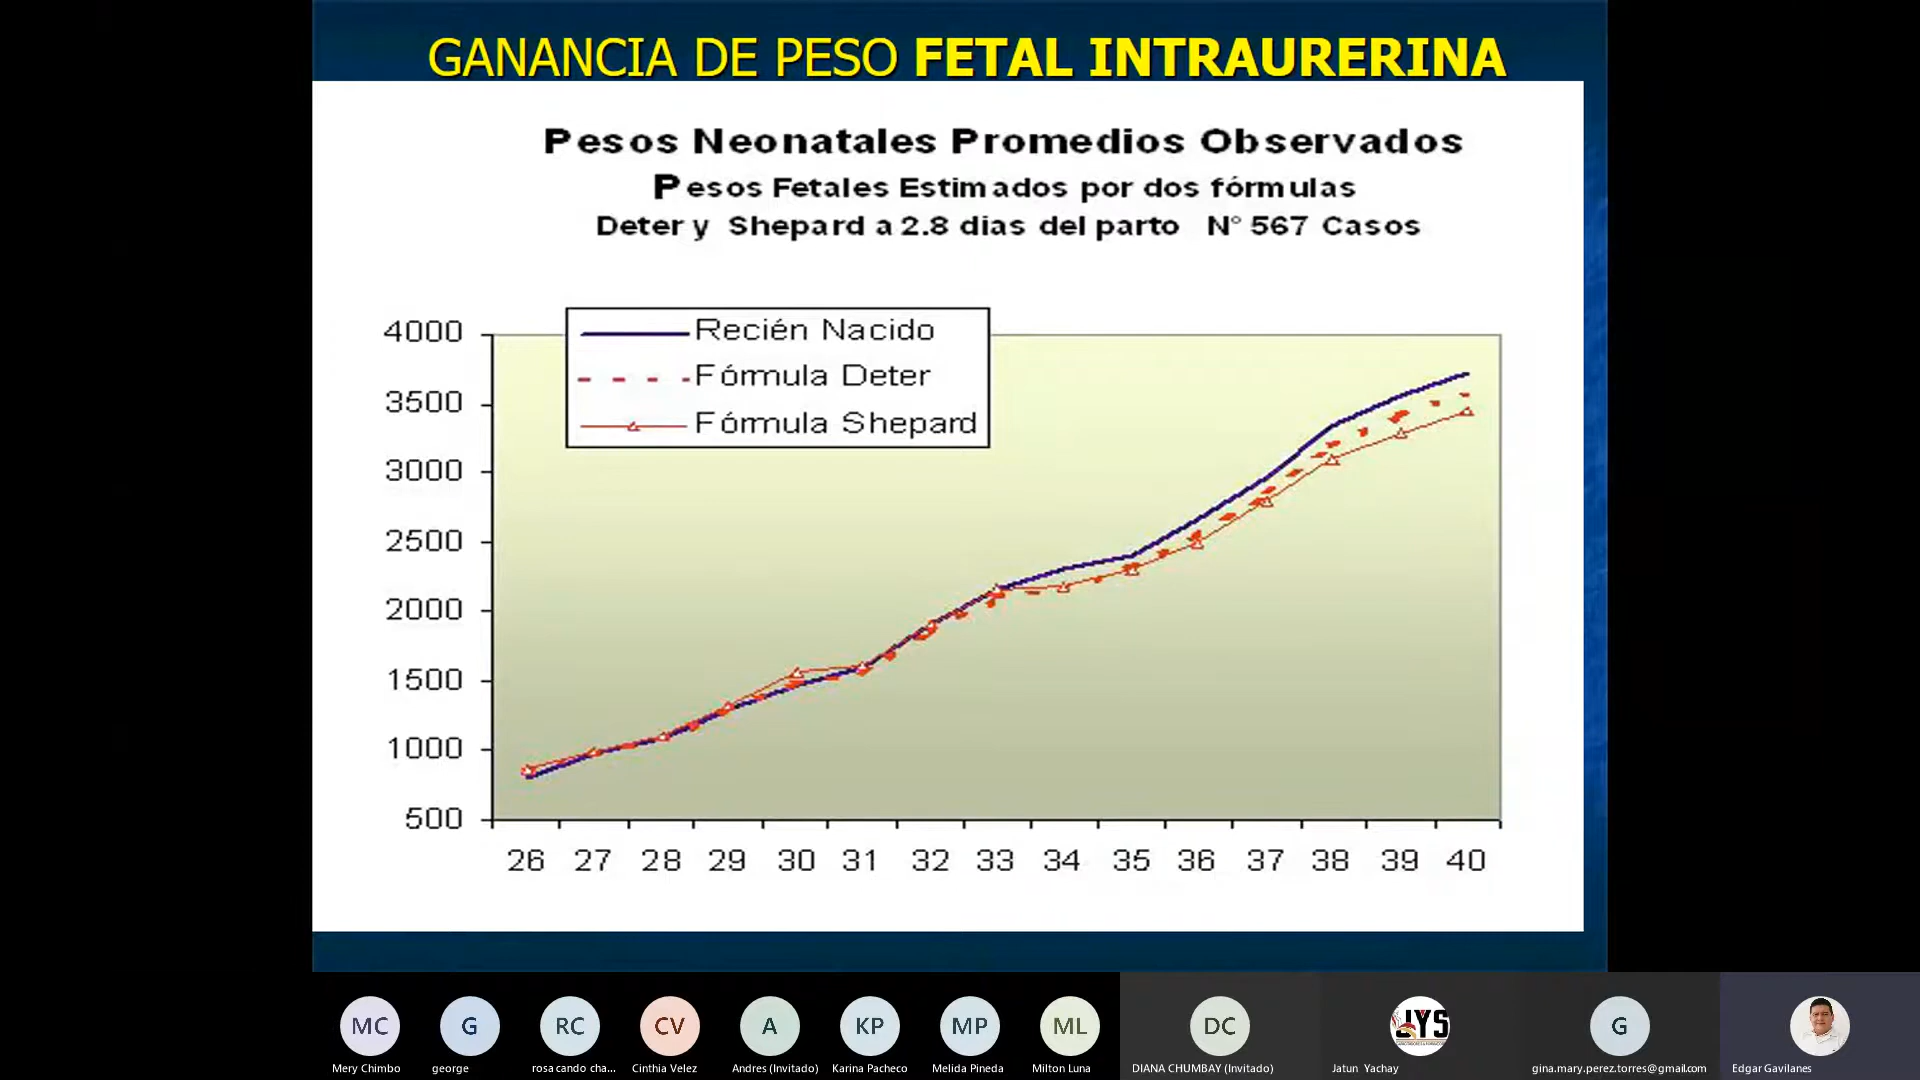 GANANCIA DE PESO FETAL INTRAURERINA
Pesos Neonatales Promedios Observados
Pesos Fetales Estimados por dos fórmulas
Deter y Shepard a 2.8 dias del parto N° 567 Casos
Recién Nacido
Fórmula Deter
Fórmula Shepard
4000
3500
3000
2500
2000
1500
1000
500
26 27 28 29 30 31 32 33 34 35 36 37 38 39 40
MC G RC CV A KP MP ML DC JYS G
Mery Chimbo george rosa cando cha... Cinthia Velez Andres (Invitado) Karina Pacheco Melida Pineda Milton Luna DIANA CHUMBAY (Invitado) Jatun Yachay gina.mary.perez.torres@gmail.com Edgar Gavilanes